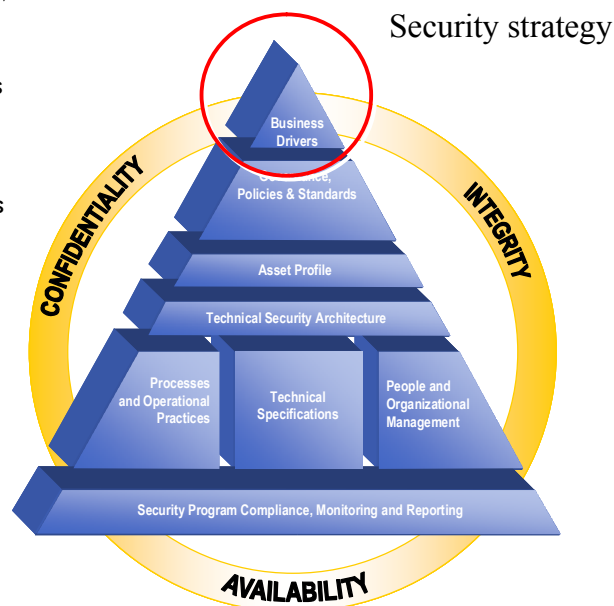 Security strategy
Business
Drivers
Policies & Standards
CONFIDENTIALITY
INTEGRITY
Asset Profile
Technical Security Architecture
Processes
and Operational
Practices
Technical
Specifications
People and
Organizational
Management
Security Program Compliance, Monitoring and Reporting
AVAILABILITY